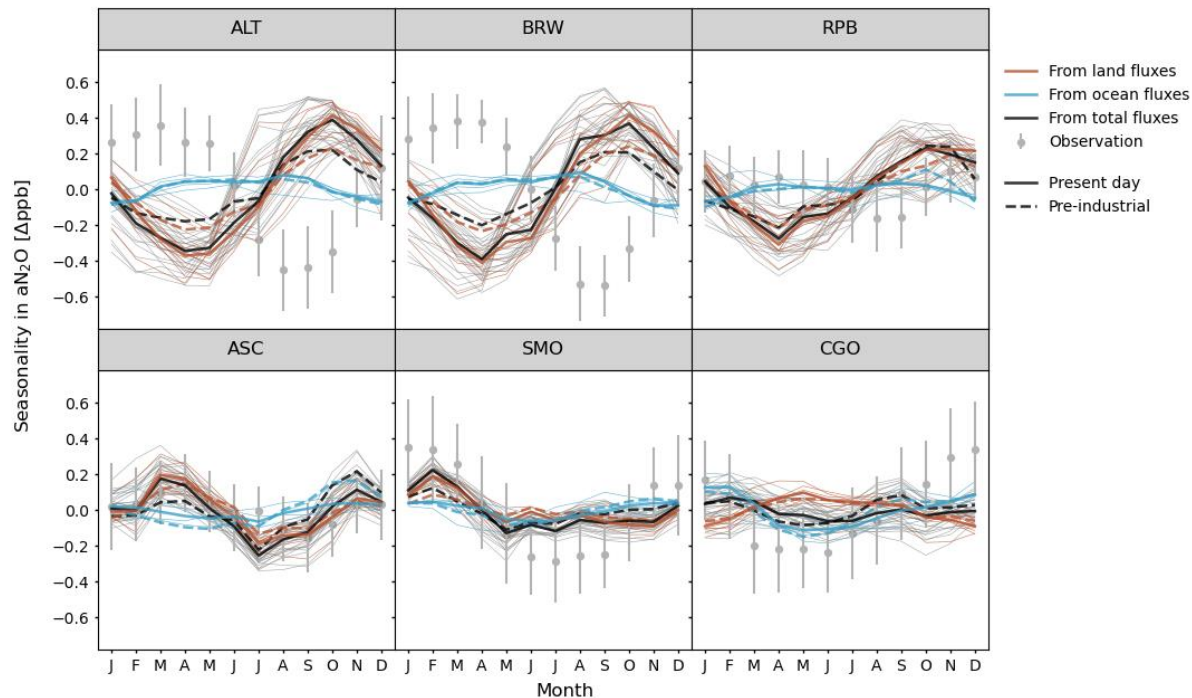 ALT
BRW
RPB
From land fluxes
From ocean fluxes
From total fluxes
Observation
Present day
Pre-industrial
0.6
0.4
0.2
0.0
−0.2
−0.4
−0.6
Seasonality in aN₂O [Δppb]
ASC
SMO
CGO
0.6
0.4
0.2
0.0
−0.2
−0.4
−0.6
J F M A M J J A S O N D
J F M A M J J A S O N D
J F M A M J J A S O N D
Month